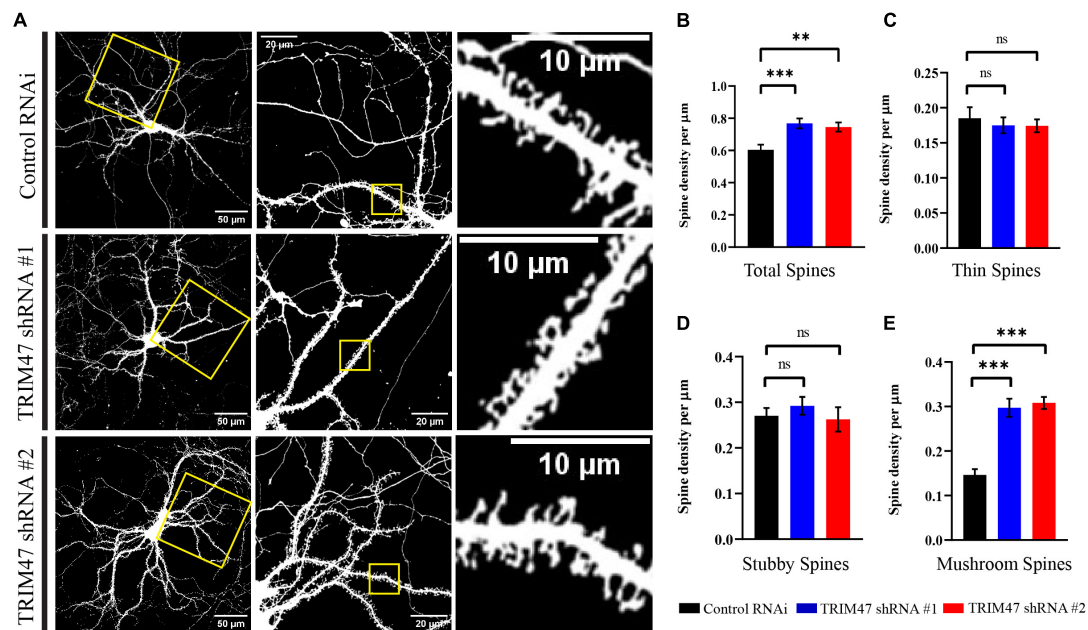 A
Control RNAi
50 µm
20 µm
10 µm
TRIM47 shRNA #1
50 µm
20 µm
10 µm
TRIM47 shRNA #2
50 µm
20 µm
10 µm
B
**
***
Spine density per µm
1.0
0.8
0.6
0.4
0.2
0.0
Total Spines
C
ns
ns
Spine density per µm
0.25
0.20
0.15
0.10
0.05
0.00
Thin Spines
D
ns
ns
Spine density per µm
0.4
0.3
0.2
0.1
0.0
Stubby Spines
E
***
***
Spine density per µm
0.4
0.3
0.2
0.1
0.0
Mushroom Spines
Control RNAi TRIM47 shRNA #1 TRIM47 shRNA #2